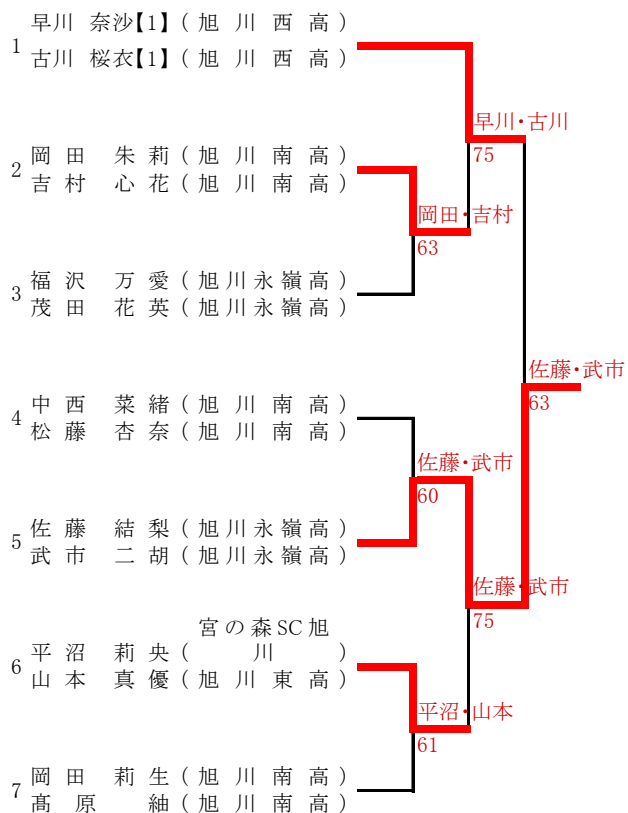 1
早川 奈沙【1】( 旭 川 西 高 )
古川 桜衣【1】( 旭 川 西 高 )
早川・古川
75
2
岡 田 朱 莉 ( 旭 川 南 高 )
吉 村 心 花 ( 旭 川 南 高 )
岡田・吉村
63
3
福 沢 万 愛 ( 旭 川 永 嶺 高 )
茂 田 花 英 ( 旭 川 永 嶺 高 )
佐藤・武市
63
4
中 西 菜 緒 ( 旭 川 南 高 )
松 藤 杏 奈 ( 旭 川 南 高 )
佐藤・武市
60
5
佐 藤 結 梨 ( 旭 川 永 嶺 高 )
武 市 二 胡 ( 旭 川 永 嶺 高 )
佐藤・武市
75
6
宮 の 森 SC 旭
平 沼 莉 央 ( 川 )
山 本 真 優 ( 旭 川 東 高 )
平沼・山本
61
7
岡 田 莉 生 ( 旭 川 南 高 )
髙 原 紬 ( 旭 川 南 高 )